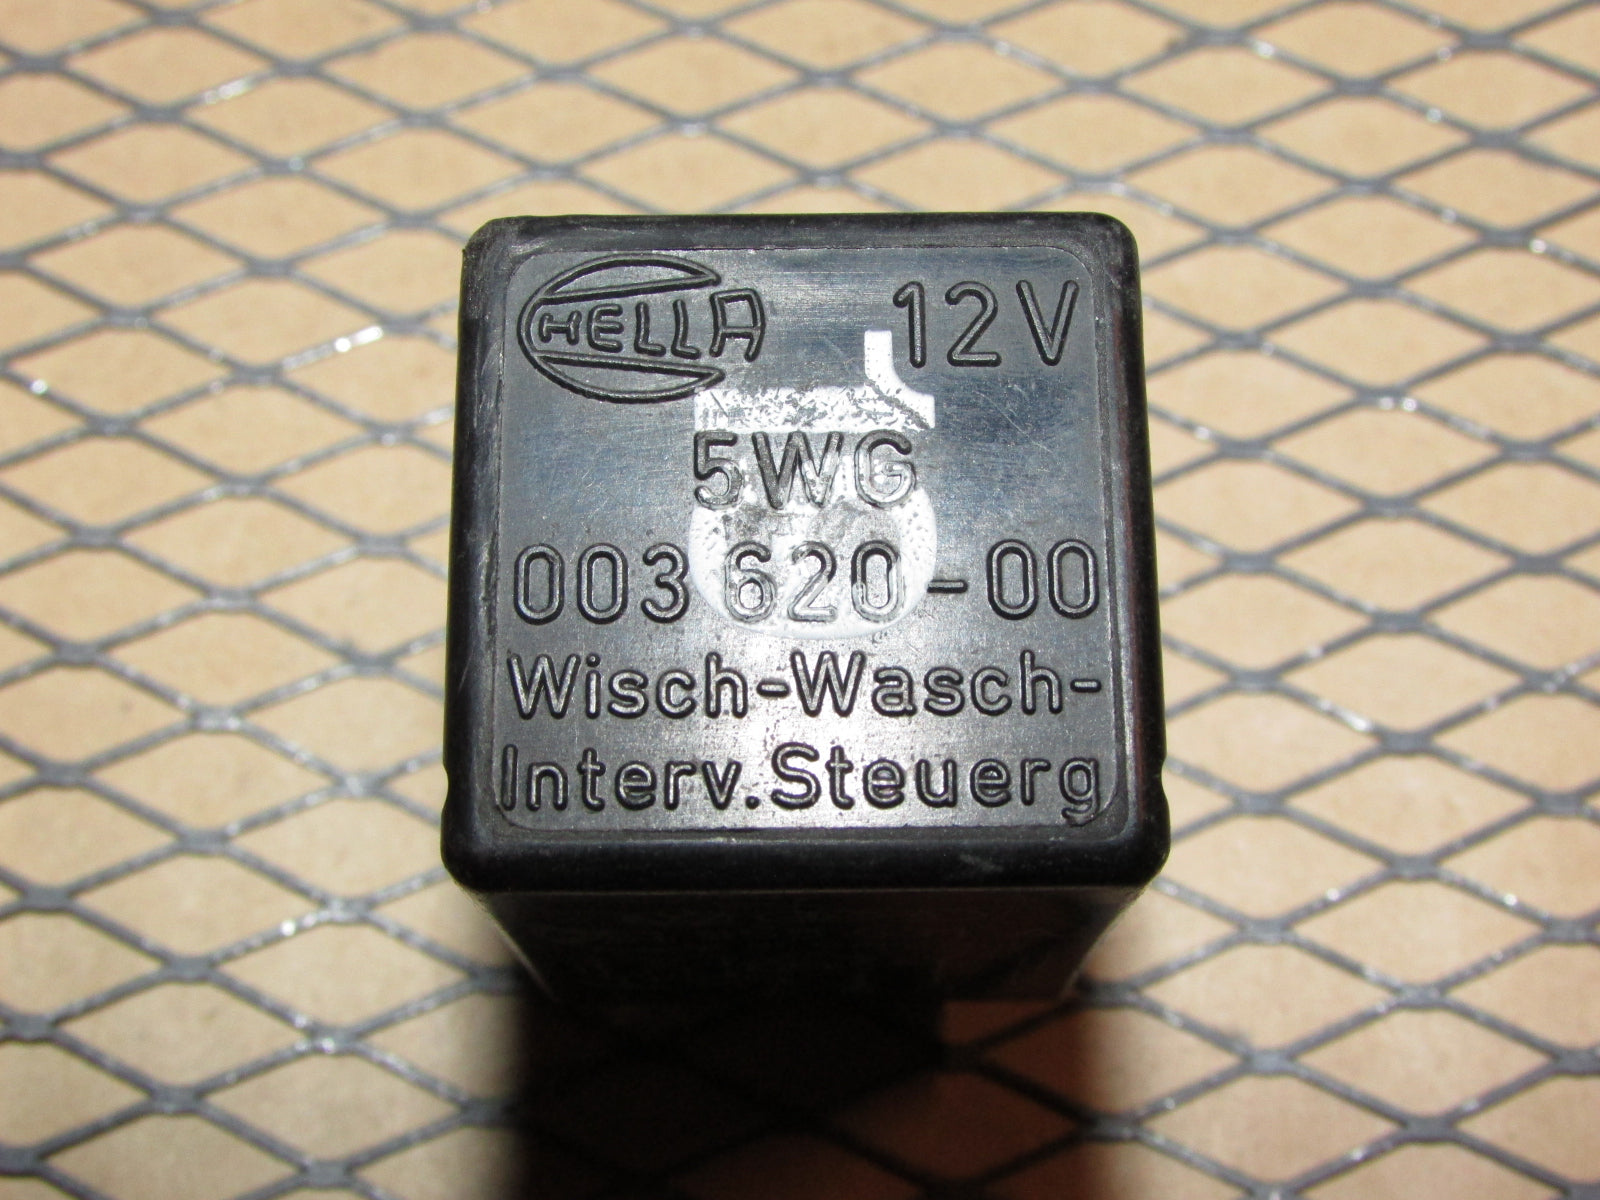 HELLA 12V
5WG
003 620-00
Wisch-Wasch-
Interv.Steuerg